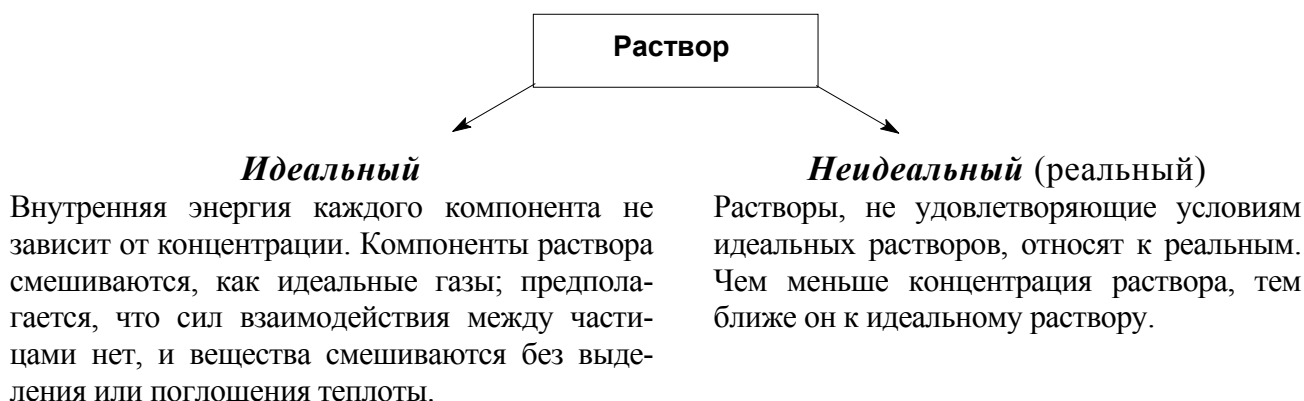 Раствор
Идеальный
Внутренняя энергия каждого компонента не
зависит от концентрации. Компоненты раствора
смешиваются, как идеальные газы; предпола-
гается, что сил взаимодействия между части-
цами нет, и вещества смешиваются без выде-
ления или поглощения теплоты.
Неидеальный (реальный)
Растворы, не удовлетворяющие условиям
идеальных растворов, относят к реальным.
Чем меньше концентрация раствора, тем
ближе он к идеальному раствору.